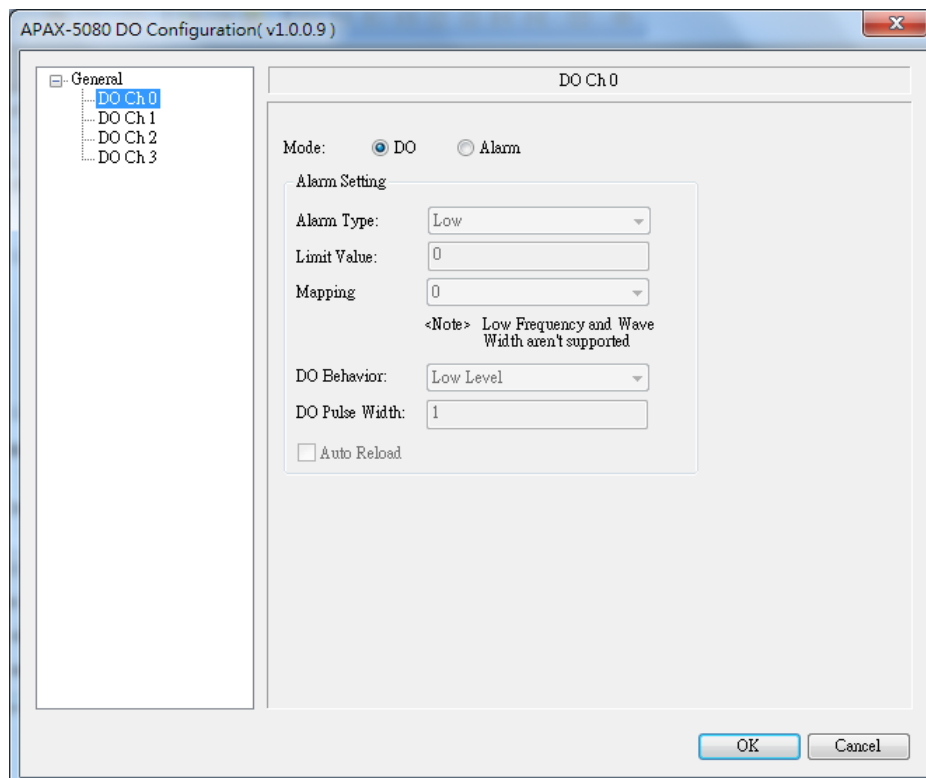 APAX-5080 DO Configuration( v1.0.0.9 )
General
DO Ch 0
DO Ch 1
DO Ch 2
DO Ch 3
DO Ch 0
Mode: DO Alarm
Alarm Setting
Alarm Type: Low
Limit Value: 0
Mapping 0
<Note> Low Frequency and Wave
Width aren't supported
DO Behavior: Low Level
DO Pulse Width: 1
Auto Reload
OK Cancel